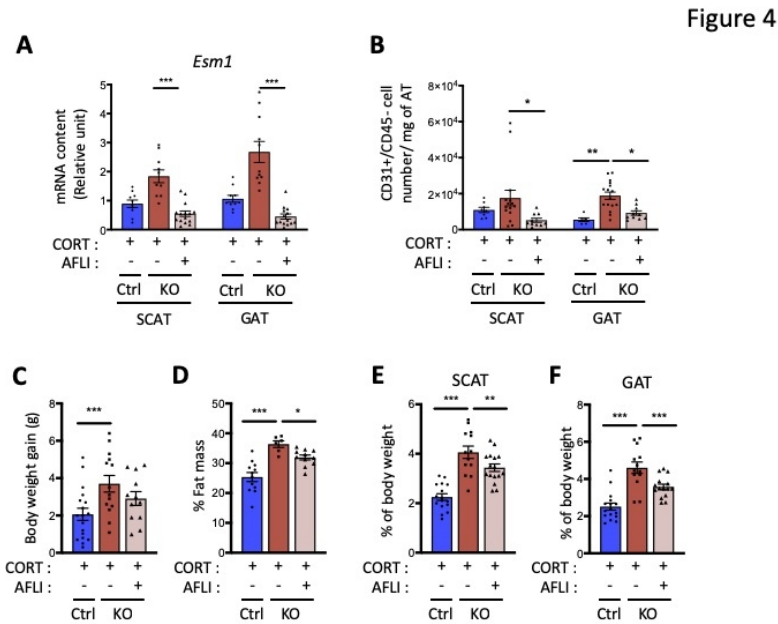 Figure 4
A
Esm1
mRNA content
(Relative unit)
5
4
3
2
1
0
***
***
CORT : + + + + + +
AFLI : - - + - - +
Ctrl KO Ctrl KO
SCAT GAT
B
CD31+/CD45- cell
number/ mg of AT
8×10⁴
6×10⁴
4×10⁴
2×10⁴
0
*
**
*
CORT : + + + + + +
AFLI : - - + - - +
Ctrl KO Ctrl KO
SCAT GAT
C
Body weight gain (g)
8
6
4
2
0
***
CORT : + + +
AFLI : - - +
Ctrl KO
D
% Fat mass
50
40
30
20
10
0
***
*
CORT : + + +
AFLI : - - +
Ctrl KO
E
SCAT
% of body weight
6
4
2
0
***
**
CORT : + + +
AFLI : - - +
Ctrl KO
F
GAT
% of body weight
8
6
4
2
0
***
***
CORT : + + +
AFLI : - - +
Ctrl KO